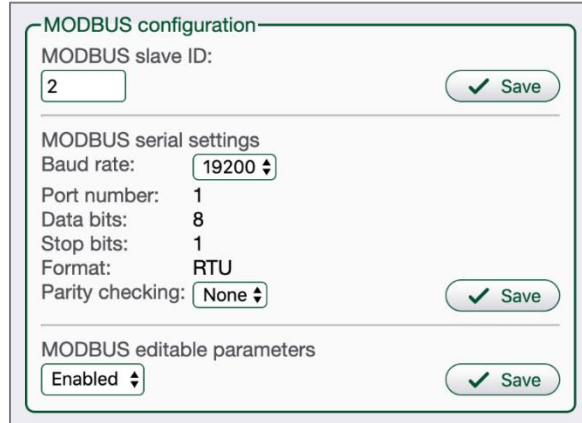 MODBUS configuration
MODBUS slave ID:
2 Save
MODBUS serial settings
Baud rate: 19200
Port number: 1
Data bits: 8
Stop bits: 1
Format: RTU
Parity checking: None Save
MODBUS editable parameters
Enabled Save